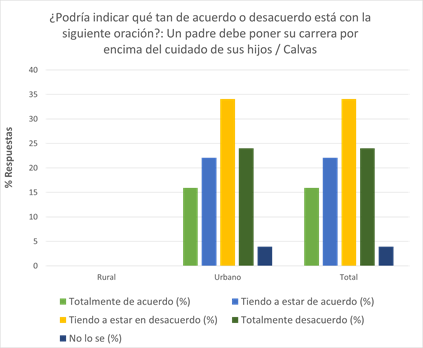 ¿Podría indicar qué tan de acuerdo o desacuerdo está con la
siguiente oración?: Un padre debe poner su carrera por
encima del cuidado de sus hijos / Calvas
% Respuestas
40
35
30
25
20
15
10
5
0
Rural Urbano Total
Totalmente de acuerdo (%) Tiendo a estar de acuerdo (%)
Tiendo a estar en desacuerdo (%) Totalmente desacuerdo (%)
No lo se (%)